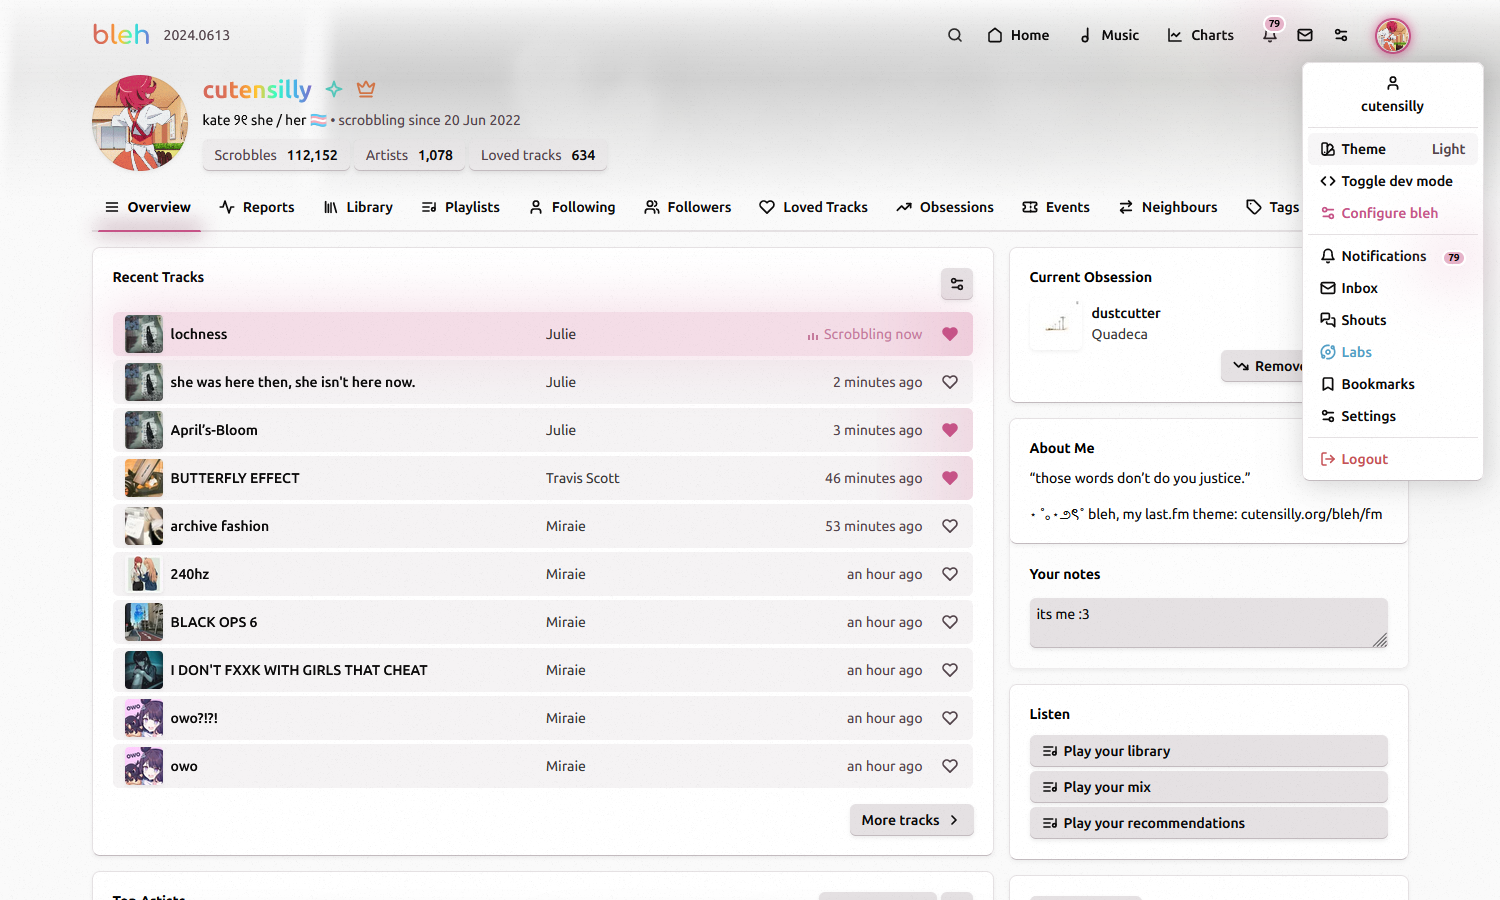 bleh 2024.0613
Home Music Charts 79
cutensilly
kate ୨୧ she / her 🏳️‍⚧️ • scrobbling since 20 Jun 2022
Scrobbles 112,152 Artists 1,078 Loved tracks 634
Overview Reports Library Playlists Following Followers Loved Tracks Obsessions Events Neighbours Tags
cutensilly
Theme Light
Toggle dev mode
Configure bleh
Notifications 79
Inbox
Shouts
Labs
Bookmarks
Settings
Logout
Recent Tracks
lochness Julie Scrobbling now
she was here then, she isn't here now. Julie 2 minutes ago
April's-Bloom Julie 3 minutes ago
BUTTERFLY EFFECT Travis Scott 46 minutes ago
archive fashion Miraie 53 minutes ago
240hz Miraie an hour ago
BLACK OPS 6 Miraie an hour ago
I DON'T FXXK WITH GIRLS THAT CHEAT Miraie an hour ago
owo?!?! Miraie an hour ago
owo Miraie an hour ago
More tracks
Current Obsession
dustcutter
Quadeca
Remove
About Me
“those words don’t do you justice.”
⋆ ˚｡⋆౨ৎ˚ bleh, my last.fm theme: cutensilly.org/bleh/fm
Your notes
its me :3
Listen
Play your library
Play your mix
Play your recommendations
Top Artists